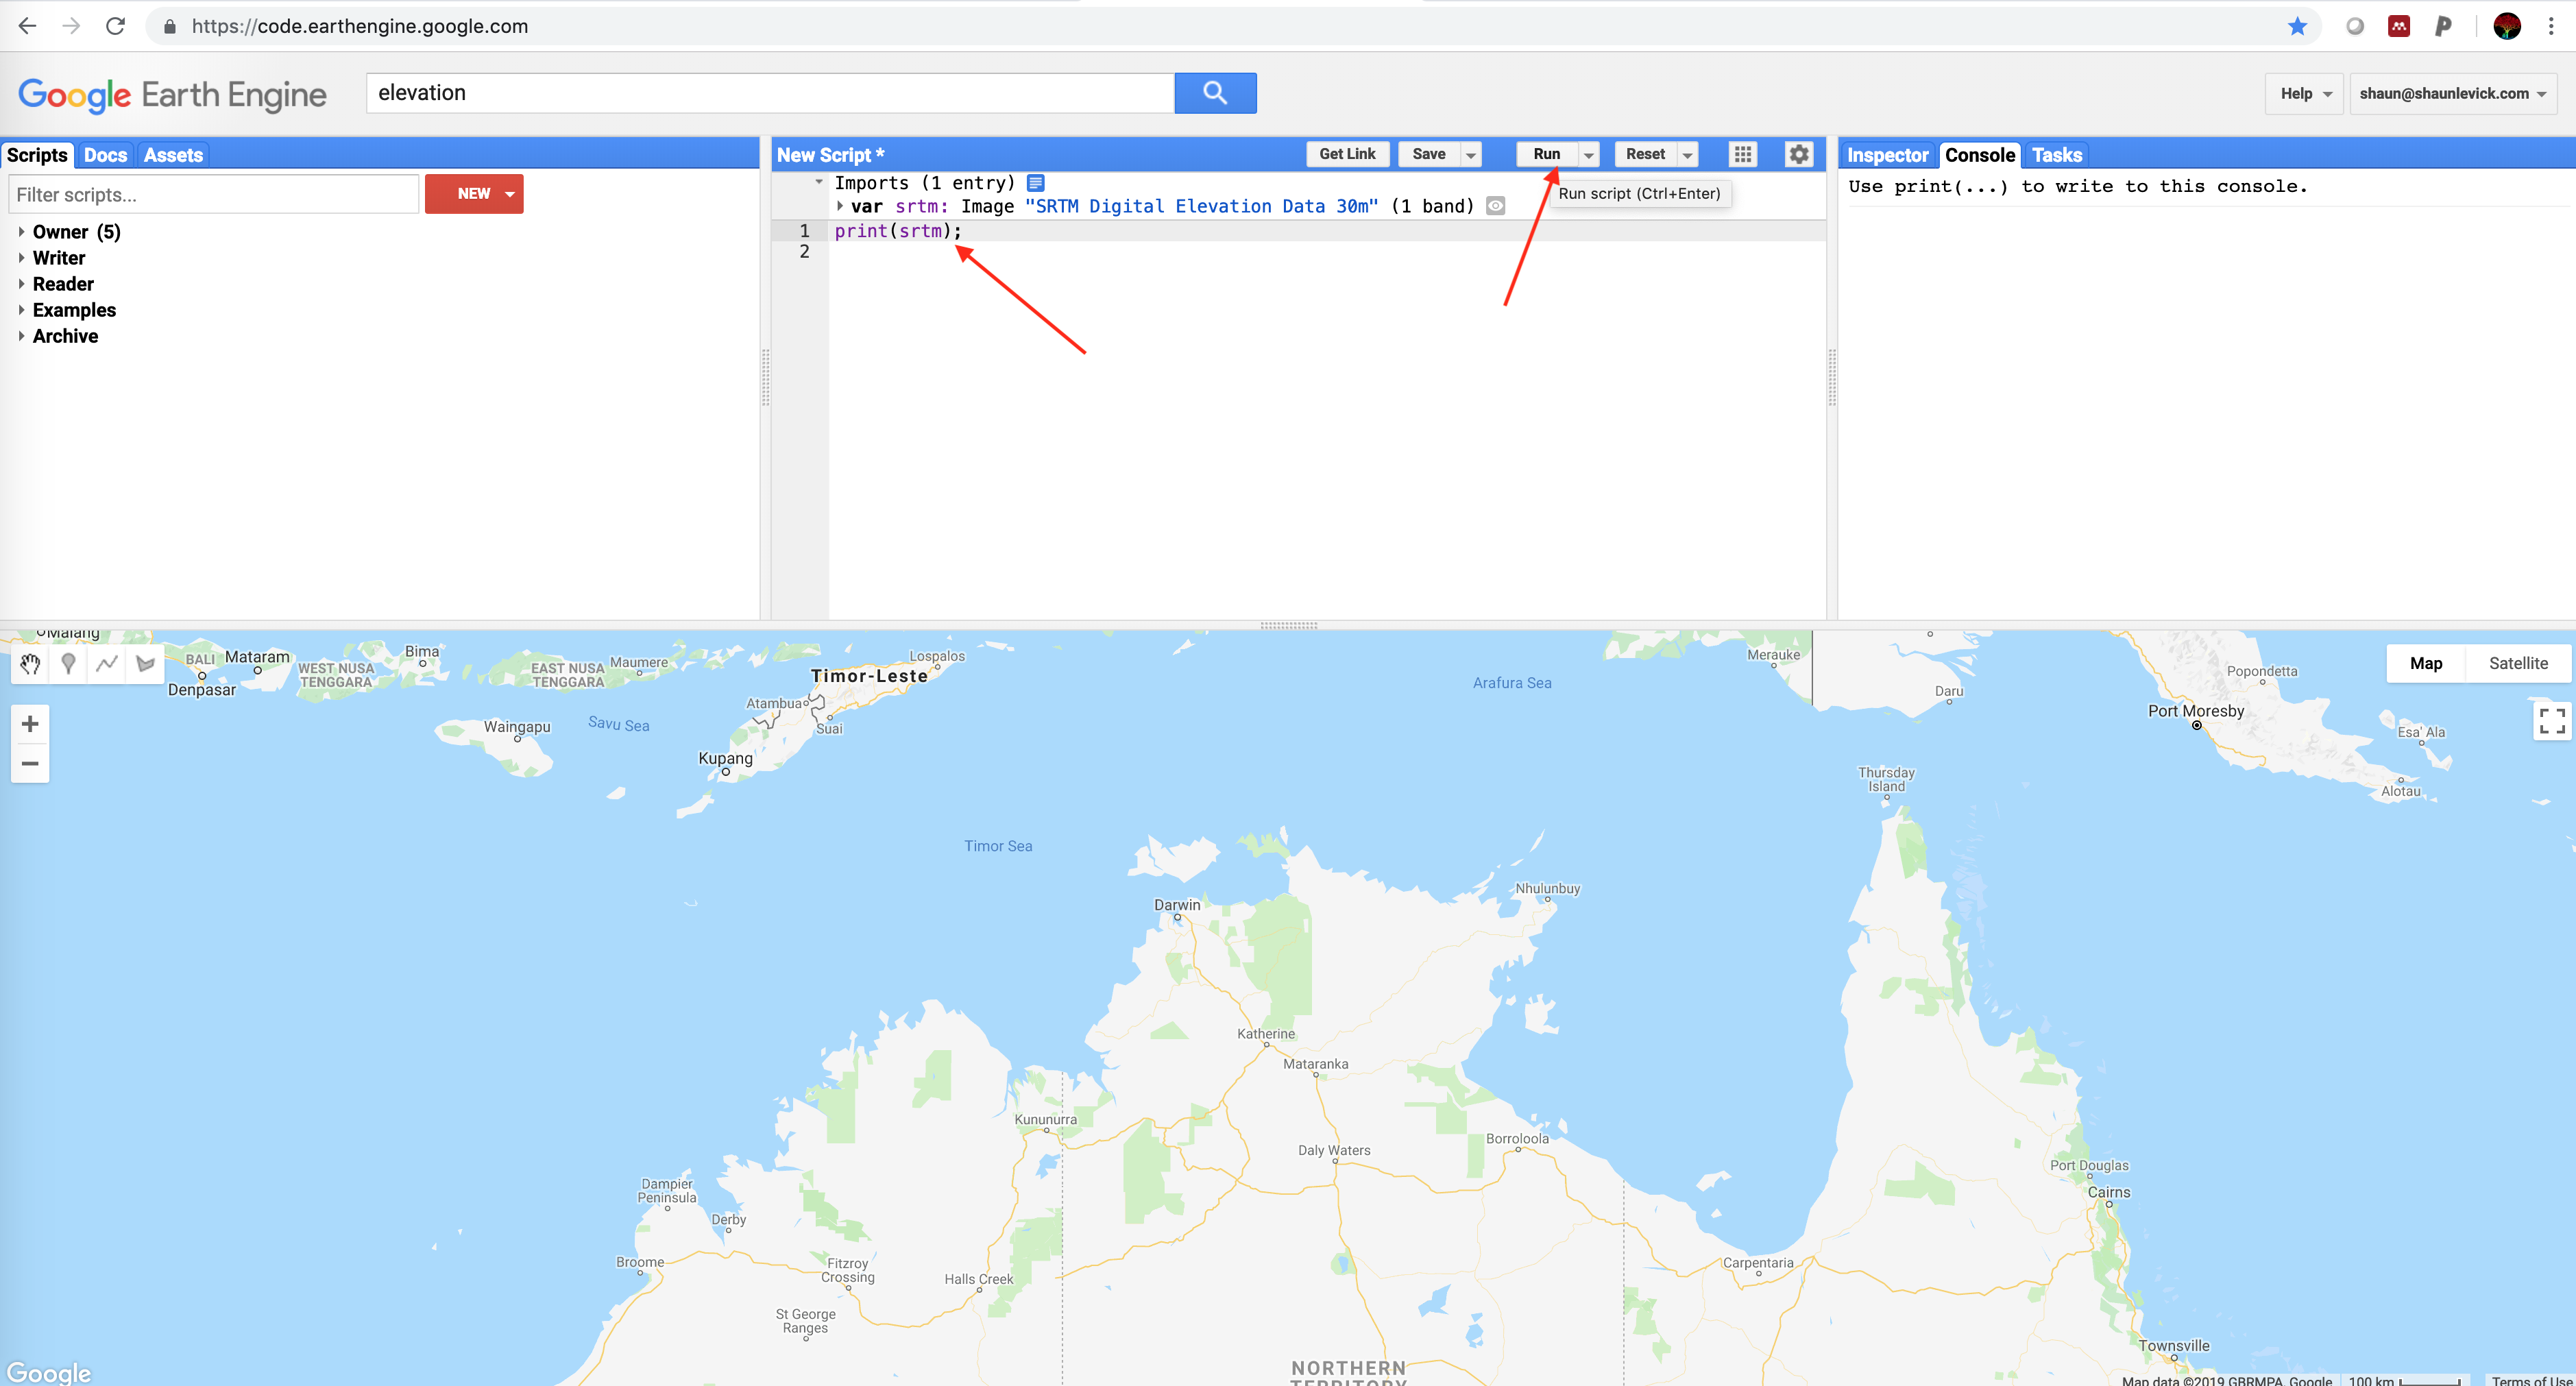 https://code.earthengine.google.com
Google Earth Engine
elevation
Help
shaun@shaunlevick.com
Scripts Docs Assets
New Script *
Get Link Save Run Reset
Inspector Console Tasks
Filter scripts...
NEW
Owner (5)
Writer
Reader
Examples
Archive
Imports (1 entry)
var srtm: Image "SRTM Digital Elevation Data 30m" (1 band)
Run script (Ctrl+Enter)
1 print(srtm);
2
Use print(...) to write to this console.
Malang
BALI
Mataram
Denpasar
WEST NUSA
TENGGARA
Bima
EAST NUSA
TENGGARA
Maumere
Lospalos
Timor-Leste
Atambua
Suai
Waingapu
Savu Sea
Kupang
Arafura Sea
Merauke
Daru
Popondetta
Port Moresby
Esa'Ala
Alotau
Map Satellite
Thursday
Island
Timor Sea
Darwin
Nhulunbuy
Katherine
Mataranka
Kununurra
Daly Waters
Borroloola
Port Douglas
Cairns
Dampier
Peninsula
Derby
Broome
Fitzroy
Crossing
Halls Creek
Carpentaria
St George
Ranges
Townsville
NORTHERN
TERRITORY
Google
Map data ©2019 GBRMPA, Google 100 km Terms of Use